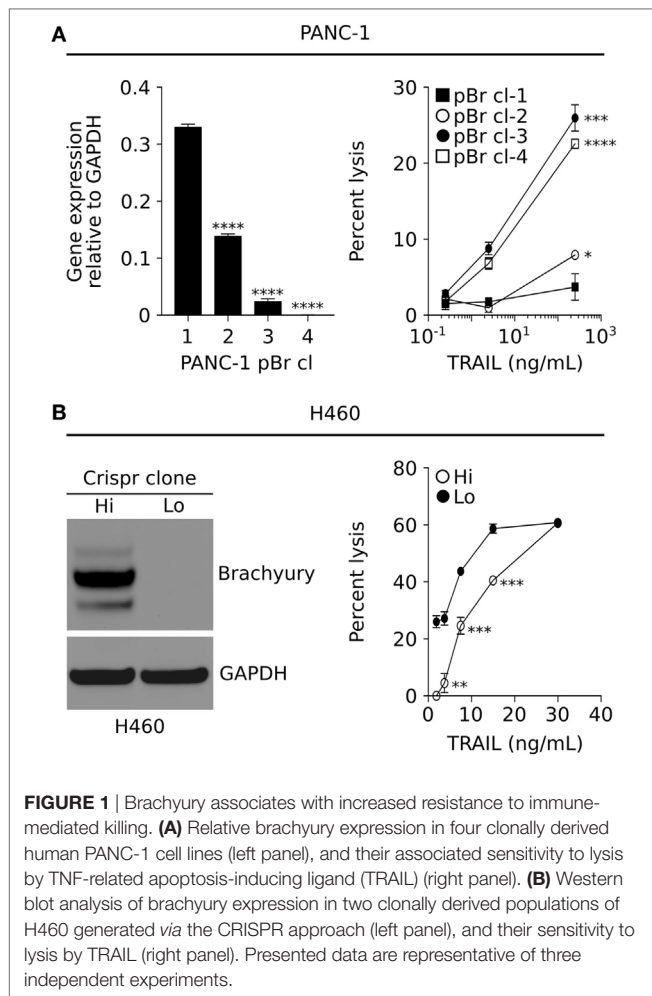 A
PANC-1
Gene expression
relative to GAPDH
0.4
0.3
0.2
0.1
0
****
****
****
1 2 3 4
PANC-1 pBr cl
Percent lysis
30
20
10
0
pBr cl-1
pBr cl-2
pBr cl-3
pBr cl-4
***
****
*
10-1 101 103
TRAIL (ng/mL)
B
H460
Crispr clone
Hi Lo
Brachyury
GAPDH
H460
Percent lysis
80
60
40
20
0
Hi
Lo
***
***
**
0 10 20 30 40
TRAIL (ng/mL)
FIGURE 1 | Brachyury associates with increased resistance to immune-
mediated killing. (A) Relative brachyury expression in four clonally derived
human PANC-1 cell lines (left panel), and their associated sensitivity to lysis
by TNF-related apoptosis-inducing ligand (TRAIL) (right panel). (B) Western
blot analysis of brachyury expression in two clonally derived populations of
H460 generated via the CRISPR approach (left panel), and their sensitivity to
lysis by TRAIL (right panel). Presented data are representative of three
independent experiments.